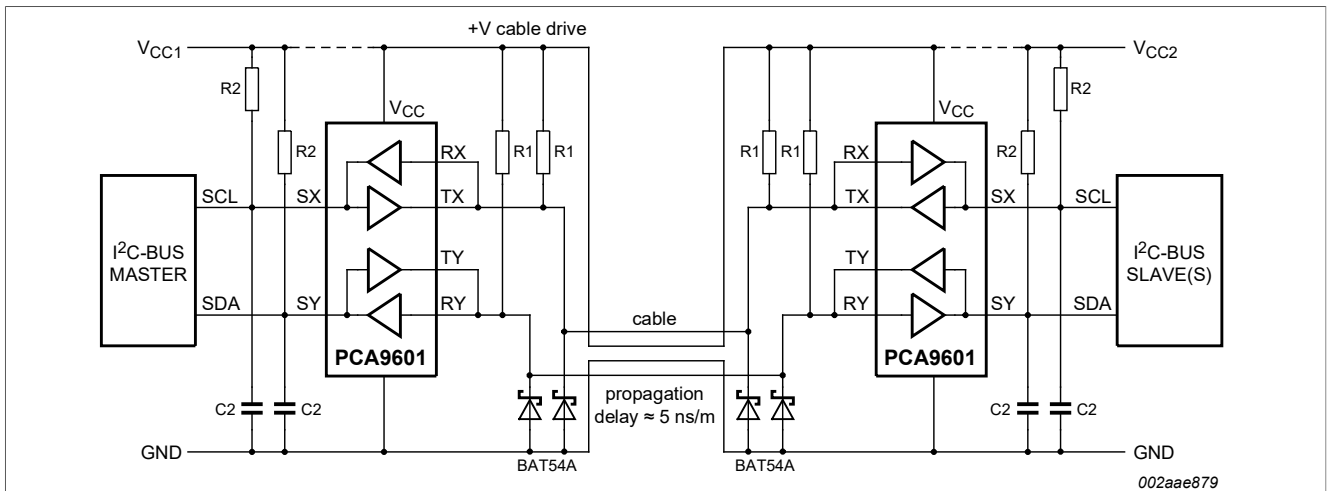 +V cable drive
VCC1
VCC2
R2
R2
VCC
R1
R1
R1
R1
VCC
R2
R2
RX
TX
TY
RY
SX
SY
SCL
SDA
I2C-BUS
MASTER
PCA9601
RX
TX
TY
RY
SX
SY
SCL
SDA
I2C-BUS
SLAVE(S)
PCA9601
cable
propagation
delay ≈ 5 ns/m
C2
C2
C2
C2
GND
GND
BAT54A
BAT54A
002aae879